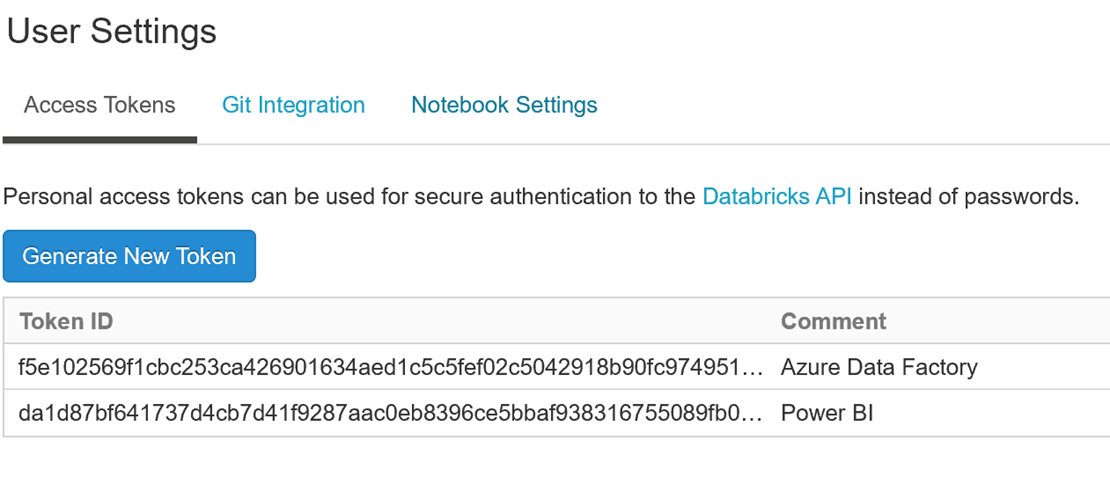 User Settings
Access Tokens Git Integration Notebook Settings
Personal access tokens can be used for secure authentication to the Databricks API instead of passwords.
Generate New Token
Token ID Comment
f5e102569f1cbc253ca426901634aed1c5c5fef02c5042918b90fc974951... Azure Data Factory
da1d87bf641737d4cb7d41f9287aac0eb8396ce5bbaf938316755089fb0... Power BI